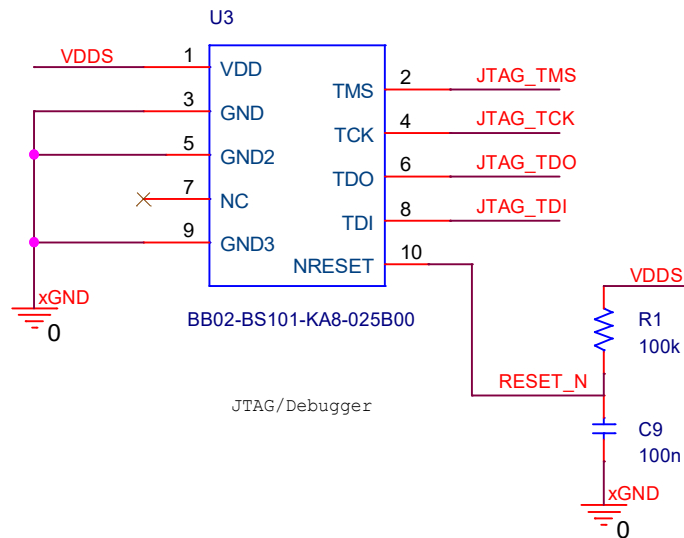 U3
VDDS 1 VDD
TMS 2 JTAG_TMS
3 GND
TCK 4 JTAG_TCK
5 GND2
TDO 6 JTAG_TDO
7 NC
TDI 8 JTAG_TDI
9 GND3
NRESET 10
VDDS
xGND
0
BB02-BS101-KA8-025B00
R1
100k
RESET_N
JTAG/Debugger
C9
100n
xGND
0